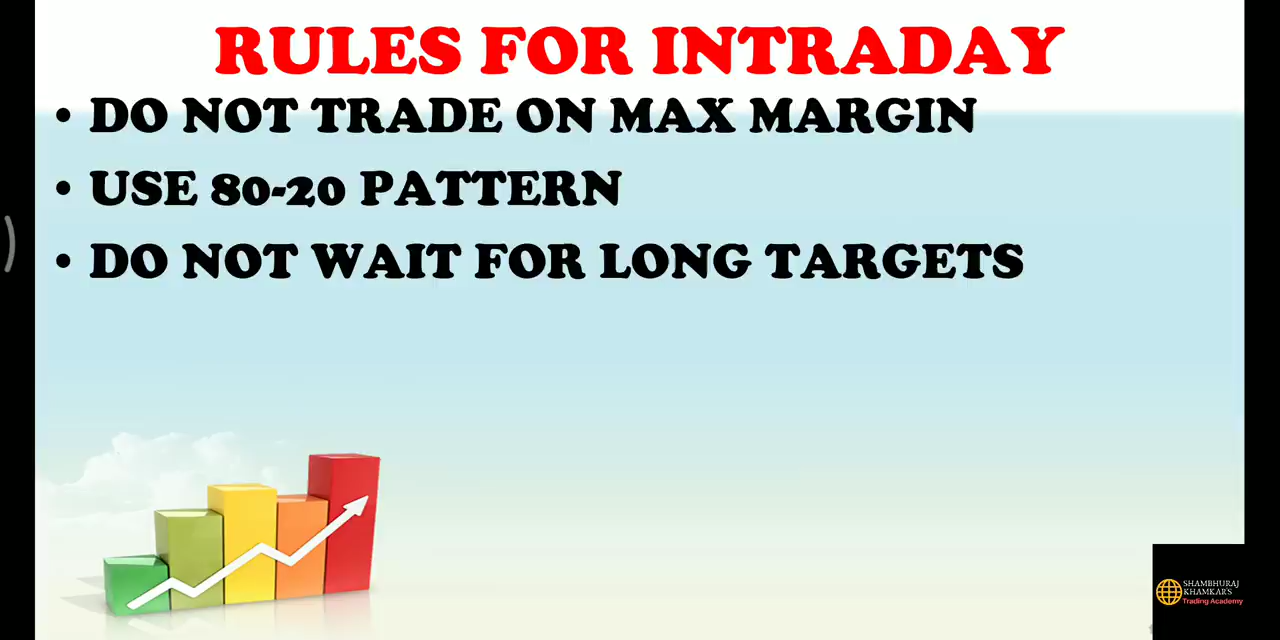 RULES FOR INTRADAY
• DO NOT TRADE ON MAX MARGIN
• USE 80-20 PATTERN
• DO NOT WAIT FOR LONG TARGETS
SHAMBHURAJ
KHAMKAR'S
Trading Academy